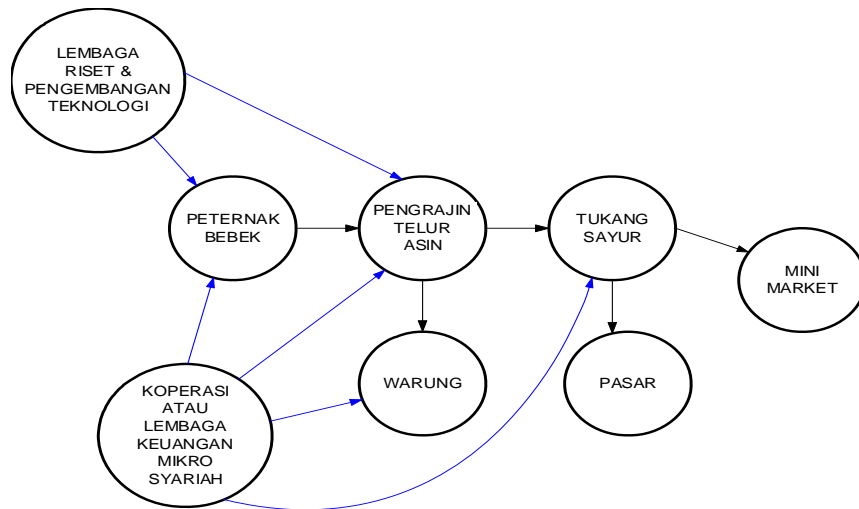 LEMBAGA
RISET &
PENGEMBANGAN
TEKNOLOGI
PETERNAK
BEBEK
PENGRAJIN
TELUR
ASIN
TUKANG
SAYUR
MINI
MARKET
KOPERASI
ATAU
LEMBAGA
KEUANGAN
MIKRO
SYARIAH
WARUNG
PASAR